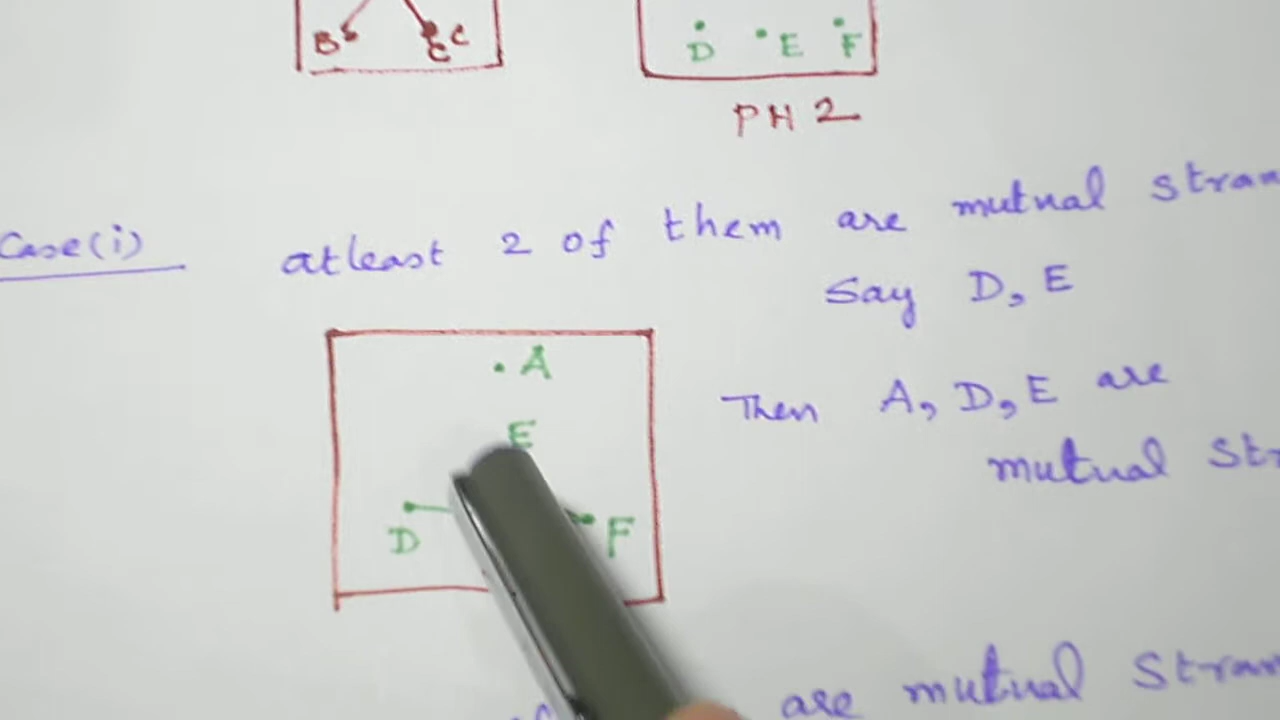 B C
C
D E F
PH 2
Case(i) atleast 2 of them are mutual
Say D, E
A
E
D F
Then A, D, E are
mutual
are mutual